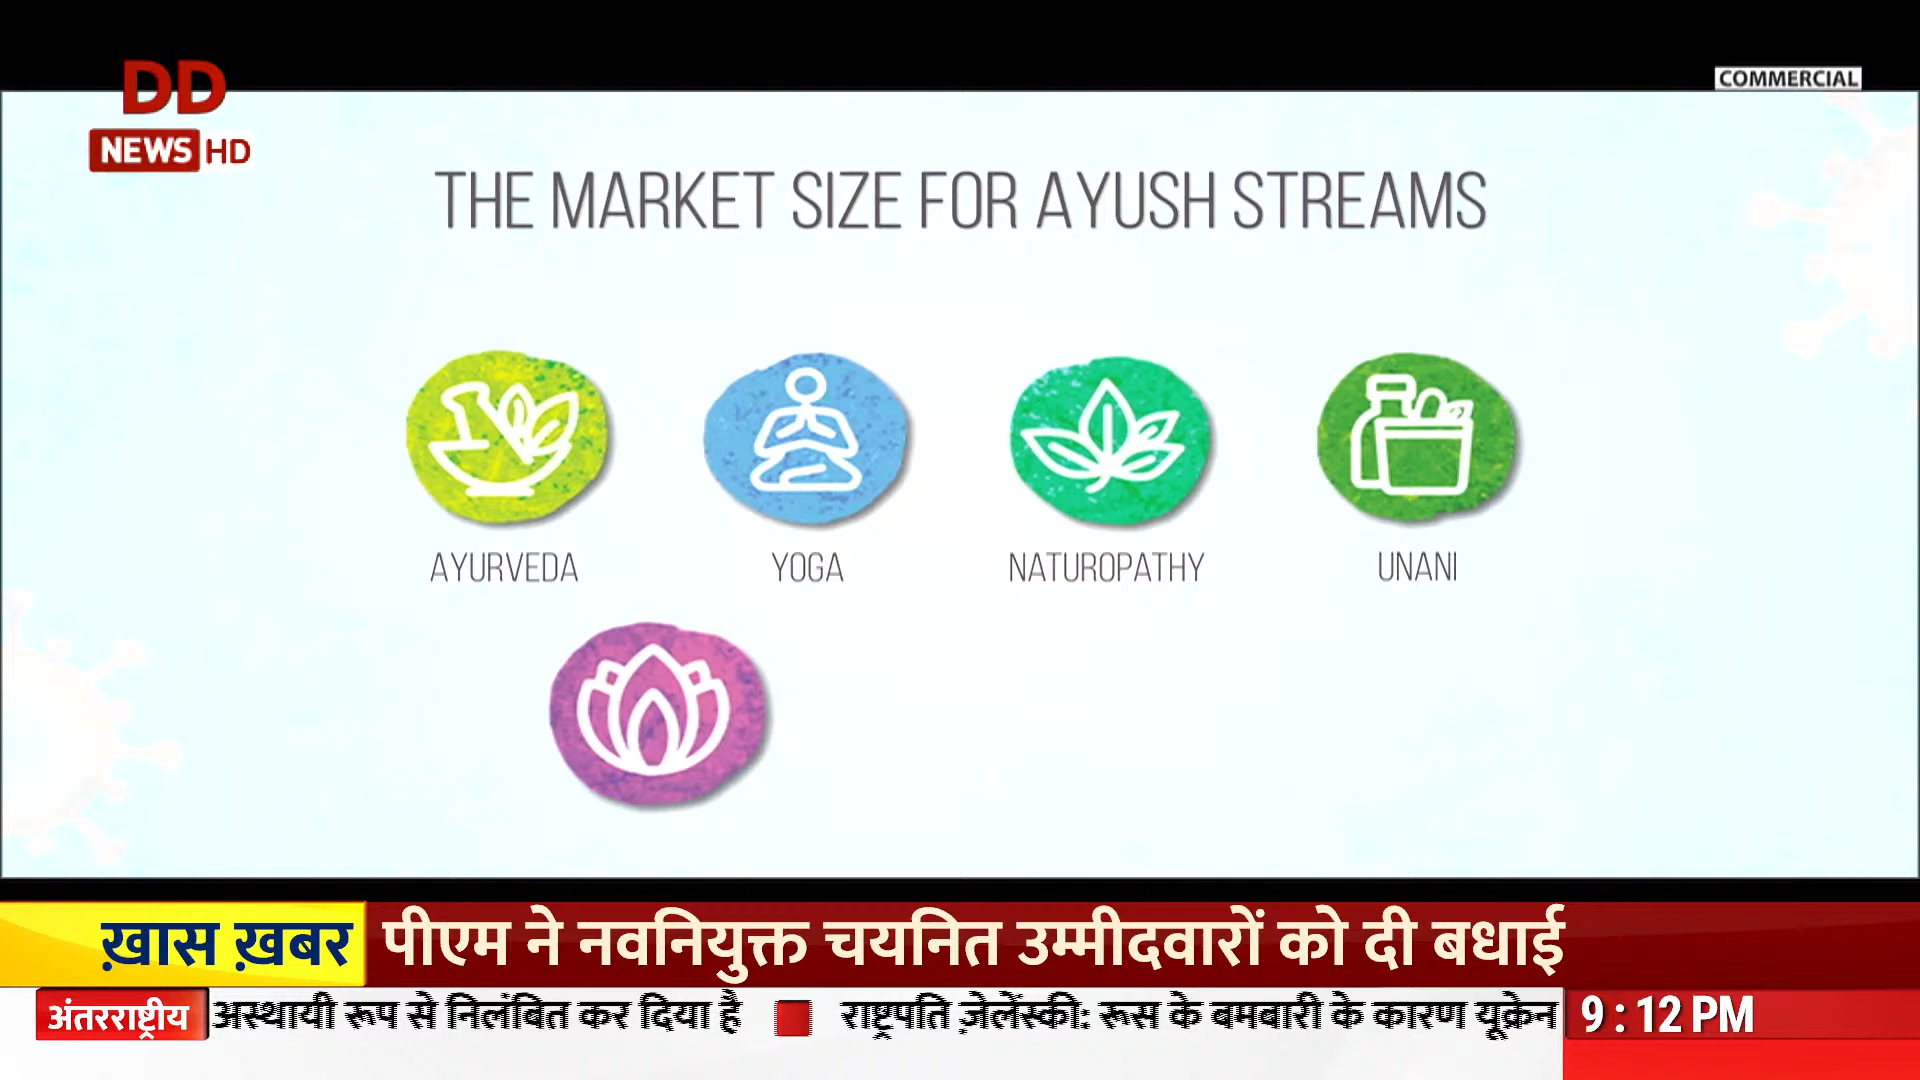 DD
NEWS HD
COMMERCIAL
THE MARKET SIZE FOR AYUSH STREAMS
AYURVEDA
YOGA
NATUROPATHY
UNANI
ख़ास ख़बर
पीएम ने नवनियुक्त चयनित उम्मीदवारों को दी बधाई
अंतरराष्ट्रीय
अस्थायी रूप से निलंबित कर दिया है
राष्ट्रपति ज़ेलेंस्की: रूस के बमबारी के कारण यूक्रेन
9 : 12 PM